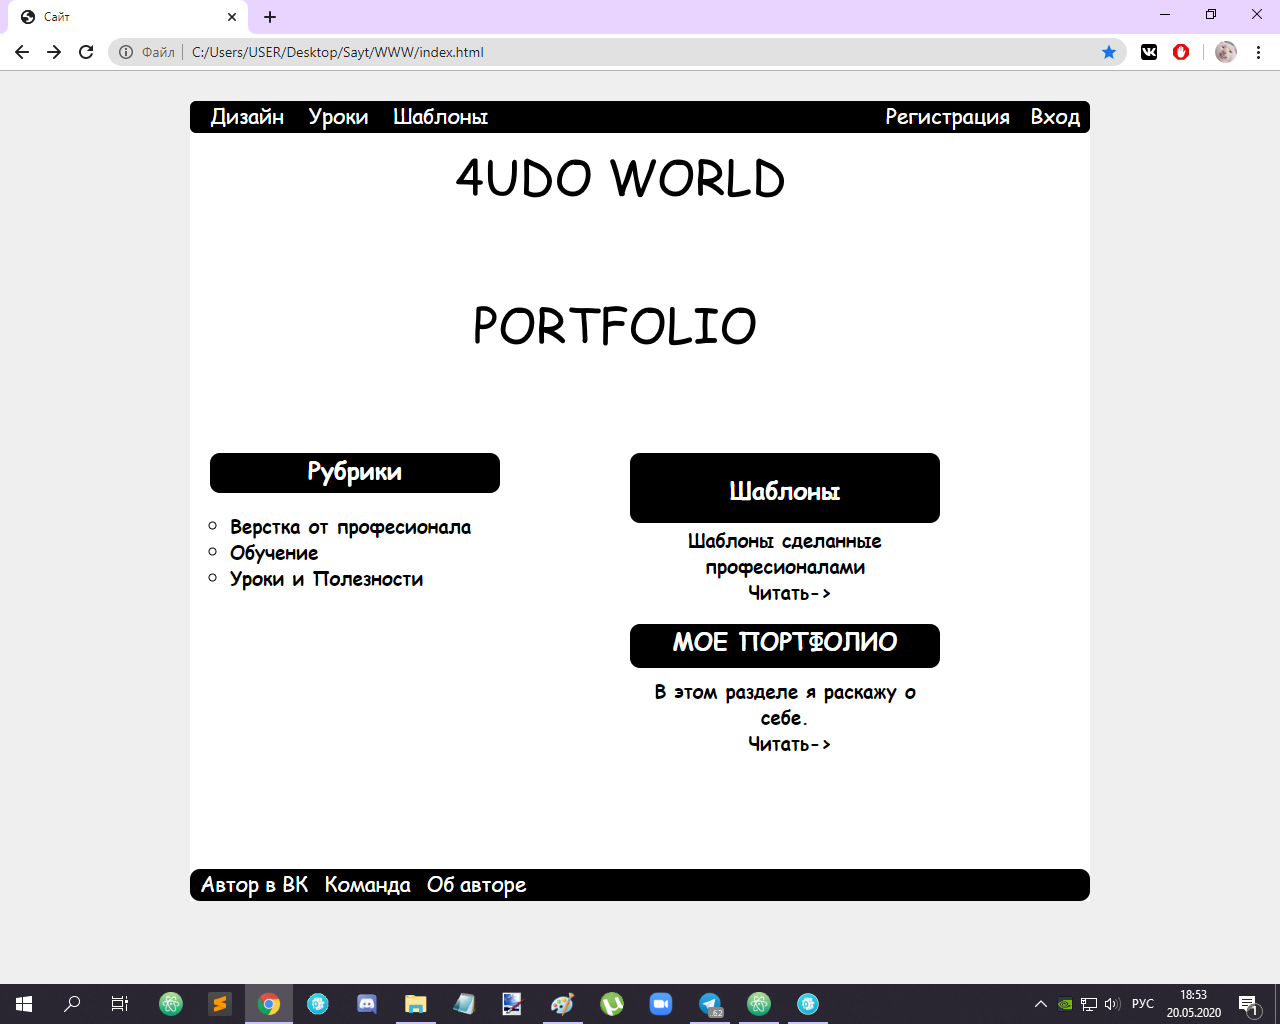 Сайт
Файл
C:/Users/USER/Desktop/Sayt/WWW/index.html
Дизайн Уроки Шаблоны Регистрация Вход
4UDO WORLD
PORTFOLIO
Рубрики
Верстка от професионала
Обучение
Уроки и Полезности
Шаблоны
Шаблоны сделанные
професионалами
Читать->
МОЕ ПОРТФОЛИО
В этом разделе я раскажу о
себе.
Читать->
Автор в ВК Команда Об авторе
.62
РУС
18:53
20.05.2020
1